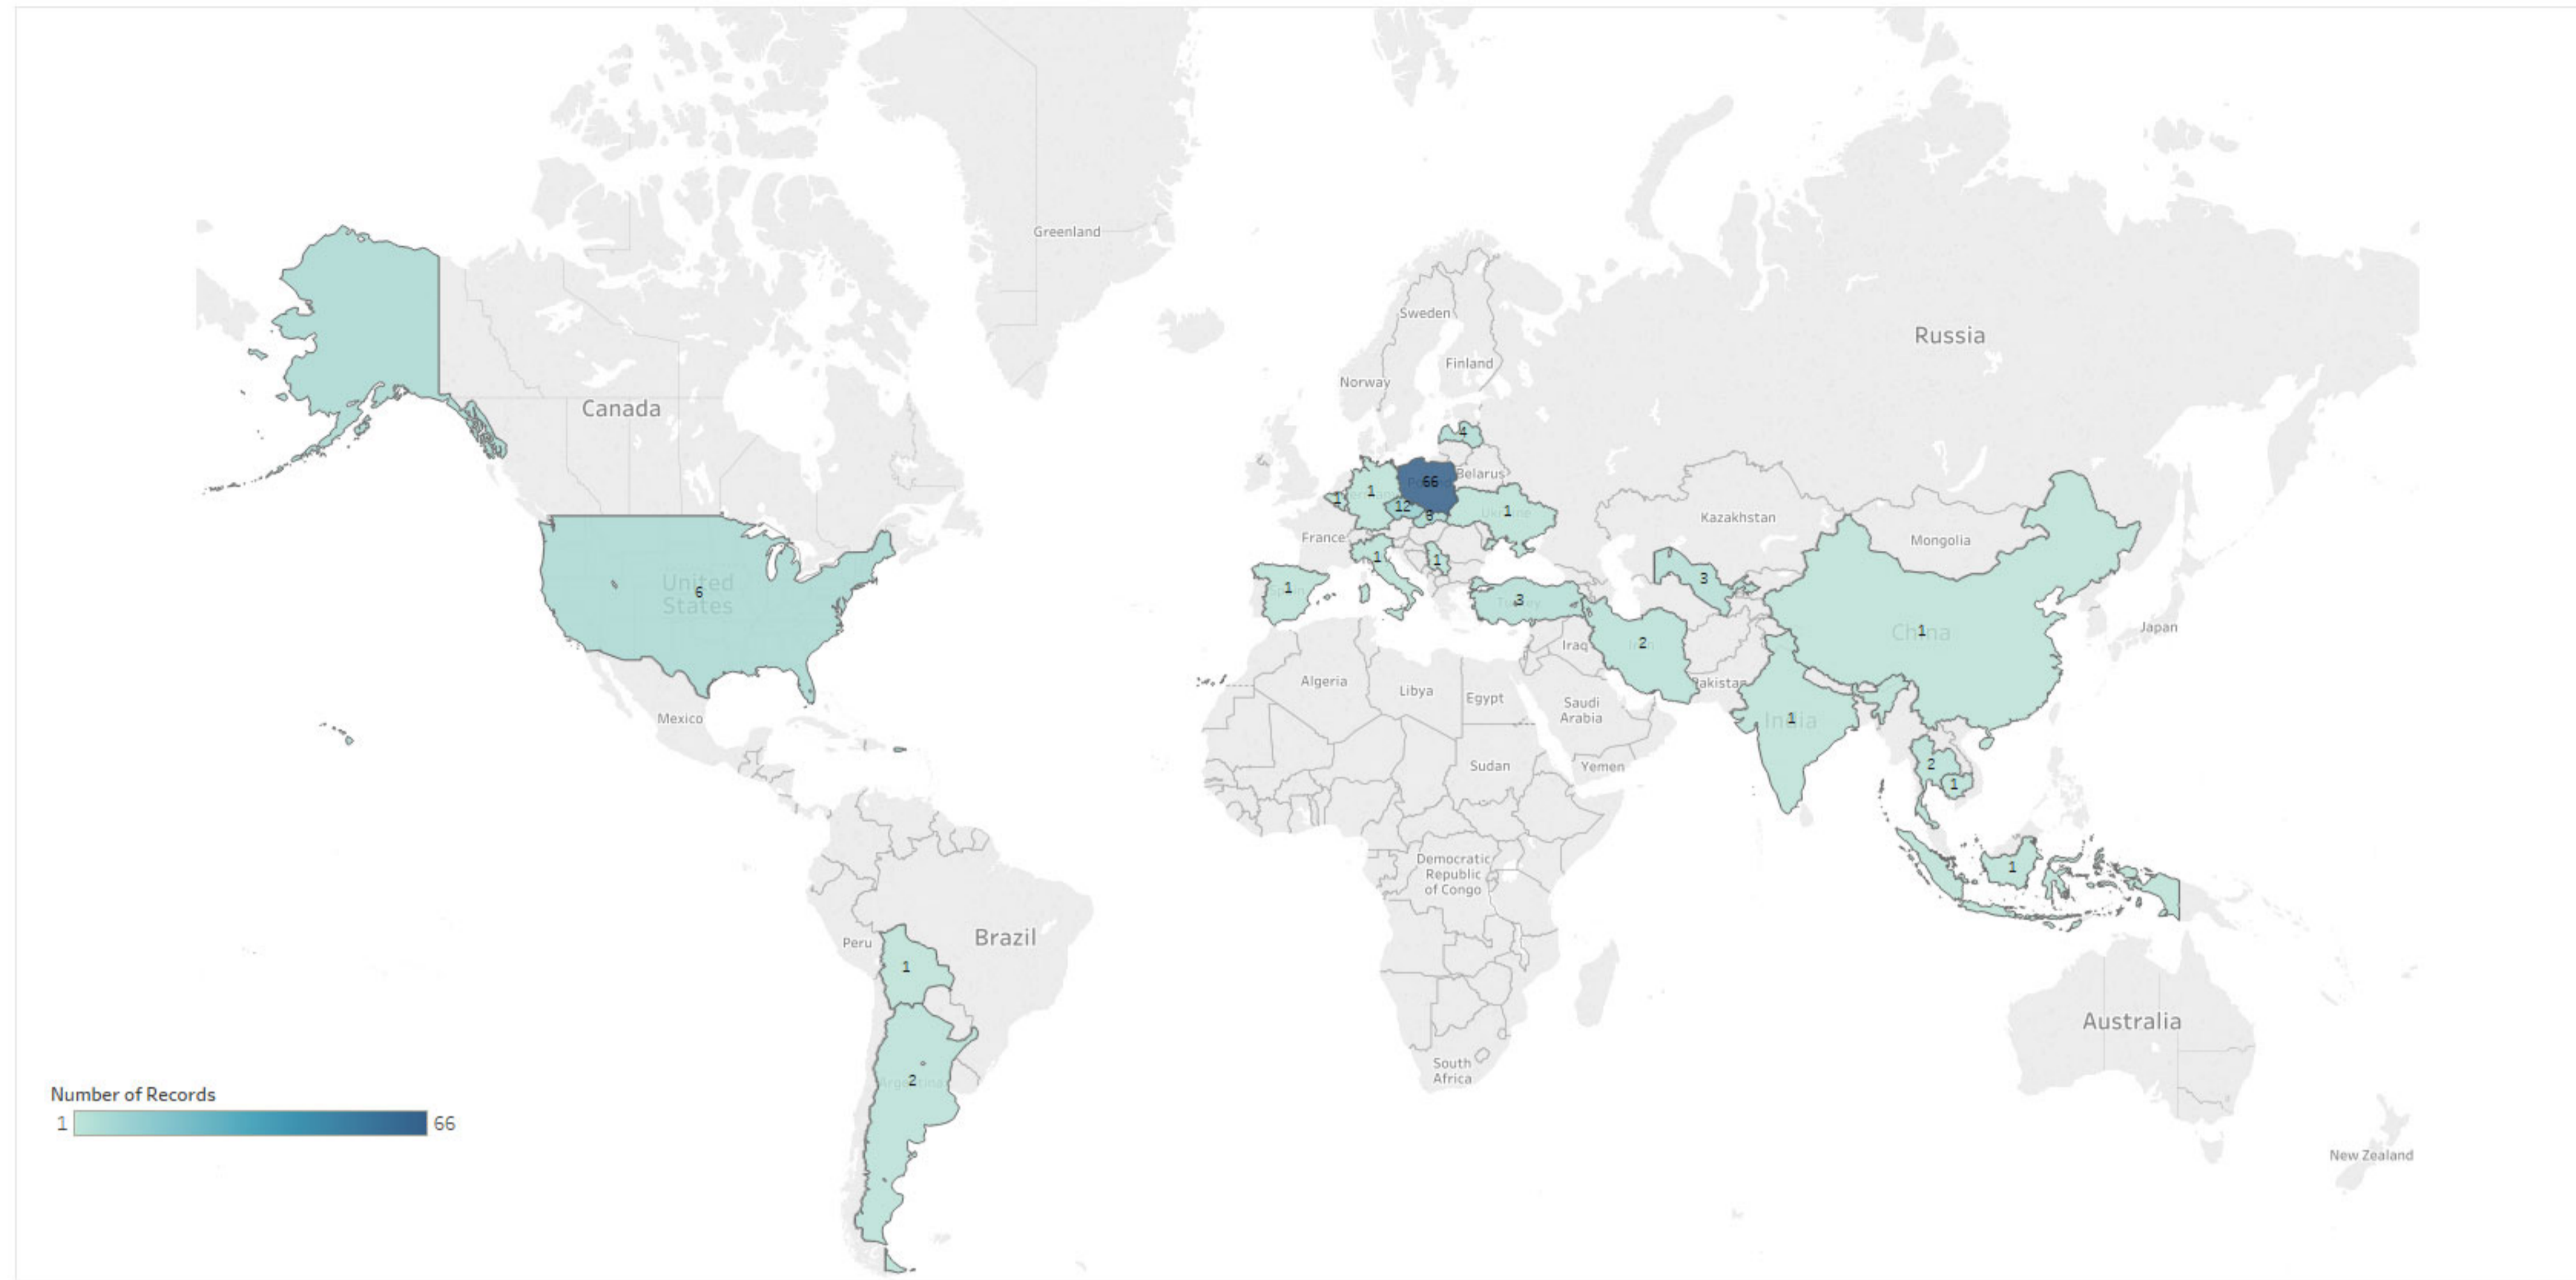 Greenland
Sweden
Finland
Norway
Russia
Canada
4
Belarus
66
1
1
12
8
1
Ukraine
Kazakhstan
France
Mongolia
1
1
3
United
States
6
1
3
Turkey
2
Iraq
China
1
Japan
Algeria
Libya
Egypt
Saudi
Arabia
Pakistan
Mexico
India
1
Sudan
Yemen
2
1
Democratic
Republic
of Congo
1
Peru
Brazil
1
Australia
South
Africa
Argentina
2
Number of Records
1
66
New Zealand